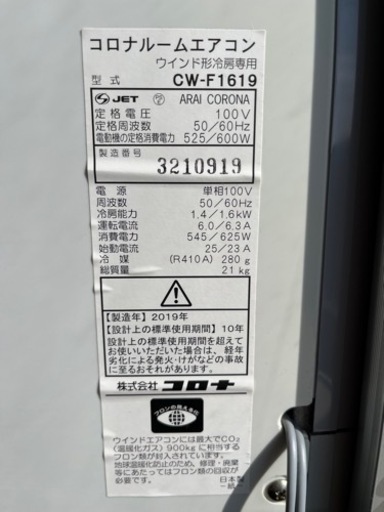 コロナルームエアコン
ウインド形冷房専用
型式 CW-F1619
JET ARAI CORONA
定格電圧 100V
定格周波数 50/60Hz
電動機の定格消費電力 525/600W
製造番号 3210919
電源 単相100V
周波数 50/60Hz
冷房能力 1.4/1.6kW
運転電流 6.0/6.3A
消費電力 545/625W
始動電流 25/23A
冷媒 (R410A) 280g
総質量 21kg
【製造年】2019年
【設計上の標準使用期間】10年
設計上の標準使用期間を超えて
お使いいただいた場合は、経年
劣化による発火・けがなどの事故
に至るおそれがあります。
株式会社 コロナ
フロンの見える化
ウインドエアコンには最大でCO₂
(温暖化ガス)900kgに相当する
フロン類が封入されています。
地球温暖化防止のため、修理・廃棄
等にあたってはフロン類の回収が
必要です。
日本製